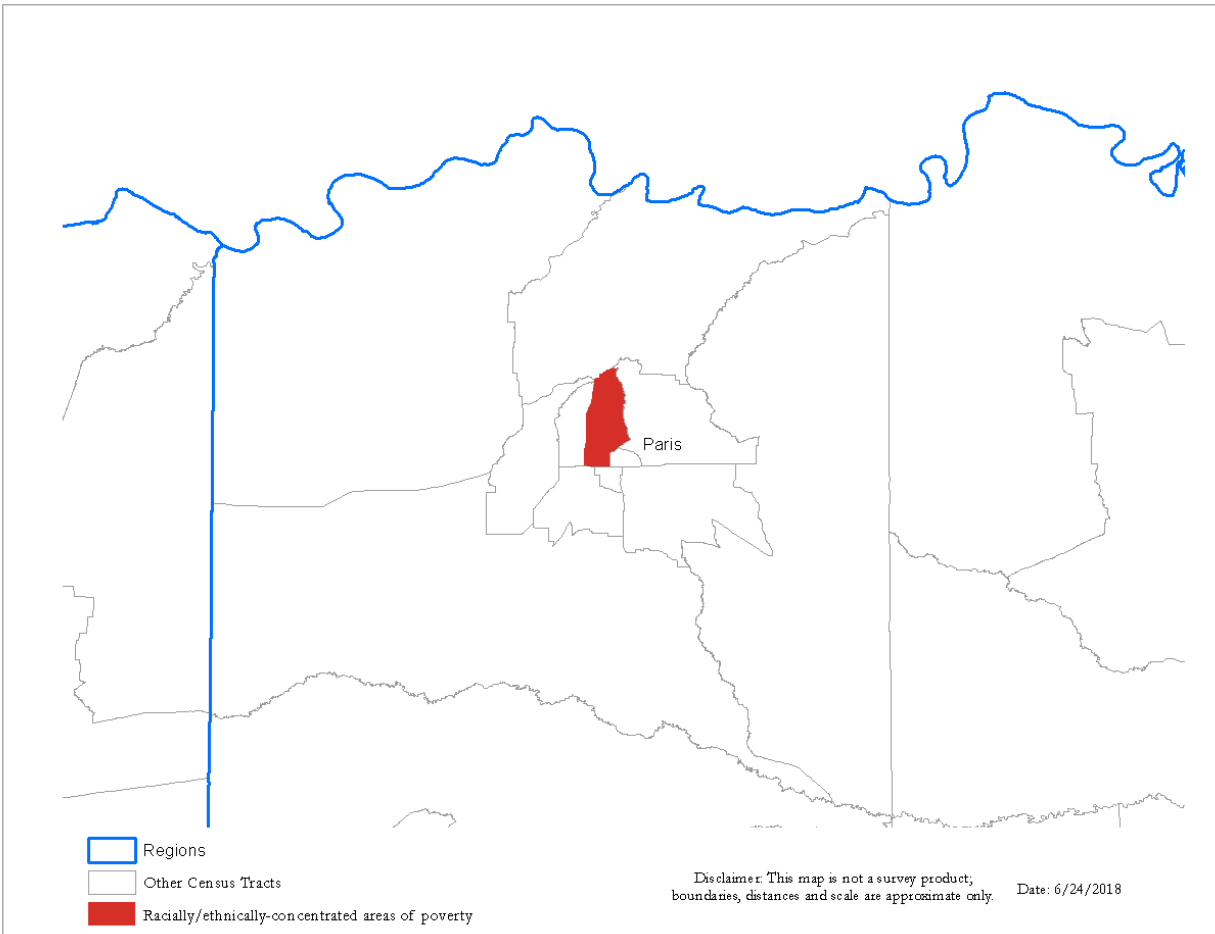 Paris
Regions
Other Census Tracts
Racially/ethnically-concentrated areas of poverty
Disclaimer: This map is not a survey product;
boundaries, distances and scale are approximate only.
Date: 6/24/2018